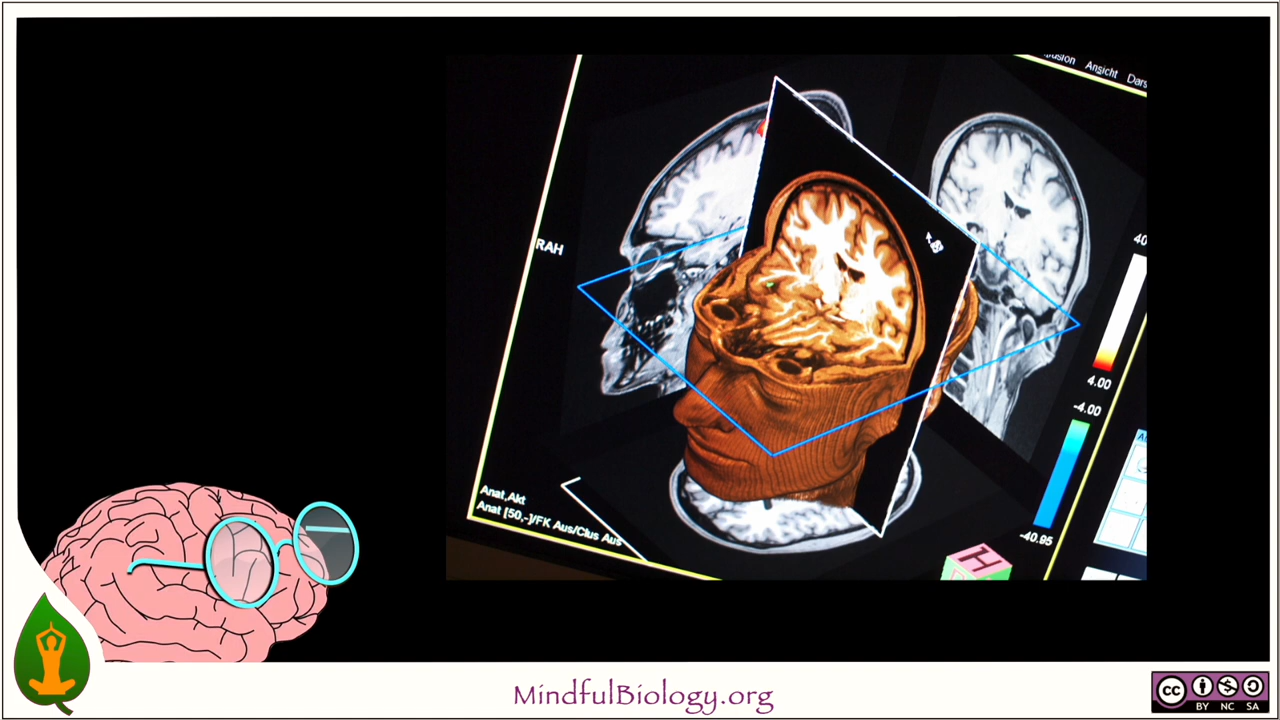 Ansicht
RAH
40
4.00
-4.00
-40.95
Anat,Akt
Anat [50,-]/FK Aus/Clus Aus
H
MindfulBiology.org
cc
BY NC SA